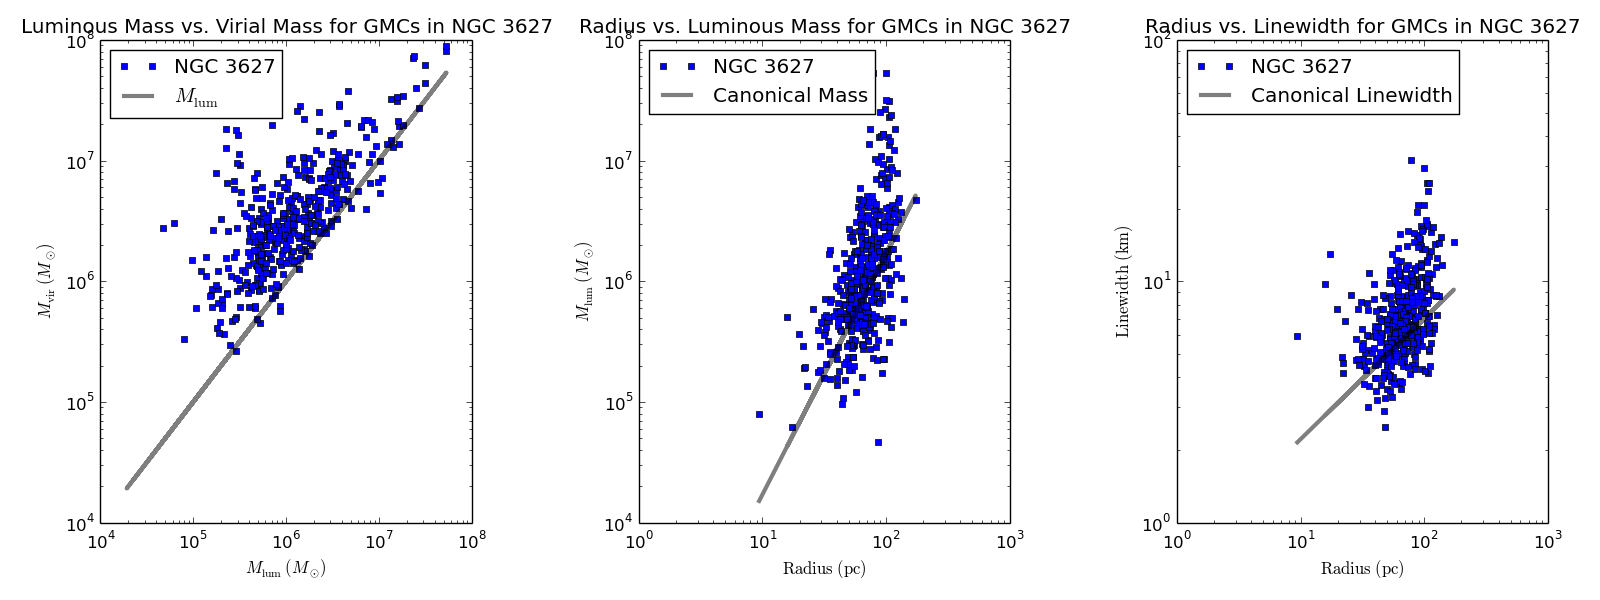 Luminous Mass vs. Virial Mass for GMCs in NGC 3627
10^8
NGC 3627
M_lum
10^7
10^6
10^5
10^4
M_vir (M_⊙)
10^4 10^5 10^6 10^7 10^8
M_lum (M_⊙)
Radius vs. Luminous Mass for GMCs in NGC 3627
10^8
NGC 3627
Canonical Mass
10^7
10^6
10^5
10^4
M_lum (M_⊙)
10^0 10^1 10^2 10^3
Radius (pc)
Radius vs. Linewidth for GMCs in NGC 3627
10^2
NGC 3627
Canonical Linewidth
10^1
10^0
Linewidth (km)
10^0 10^1 10^2 10^3
Radius (pc)